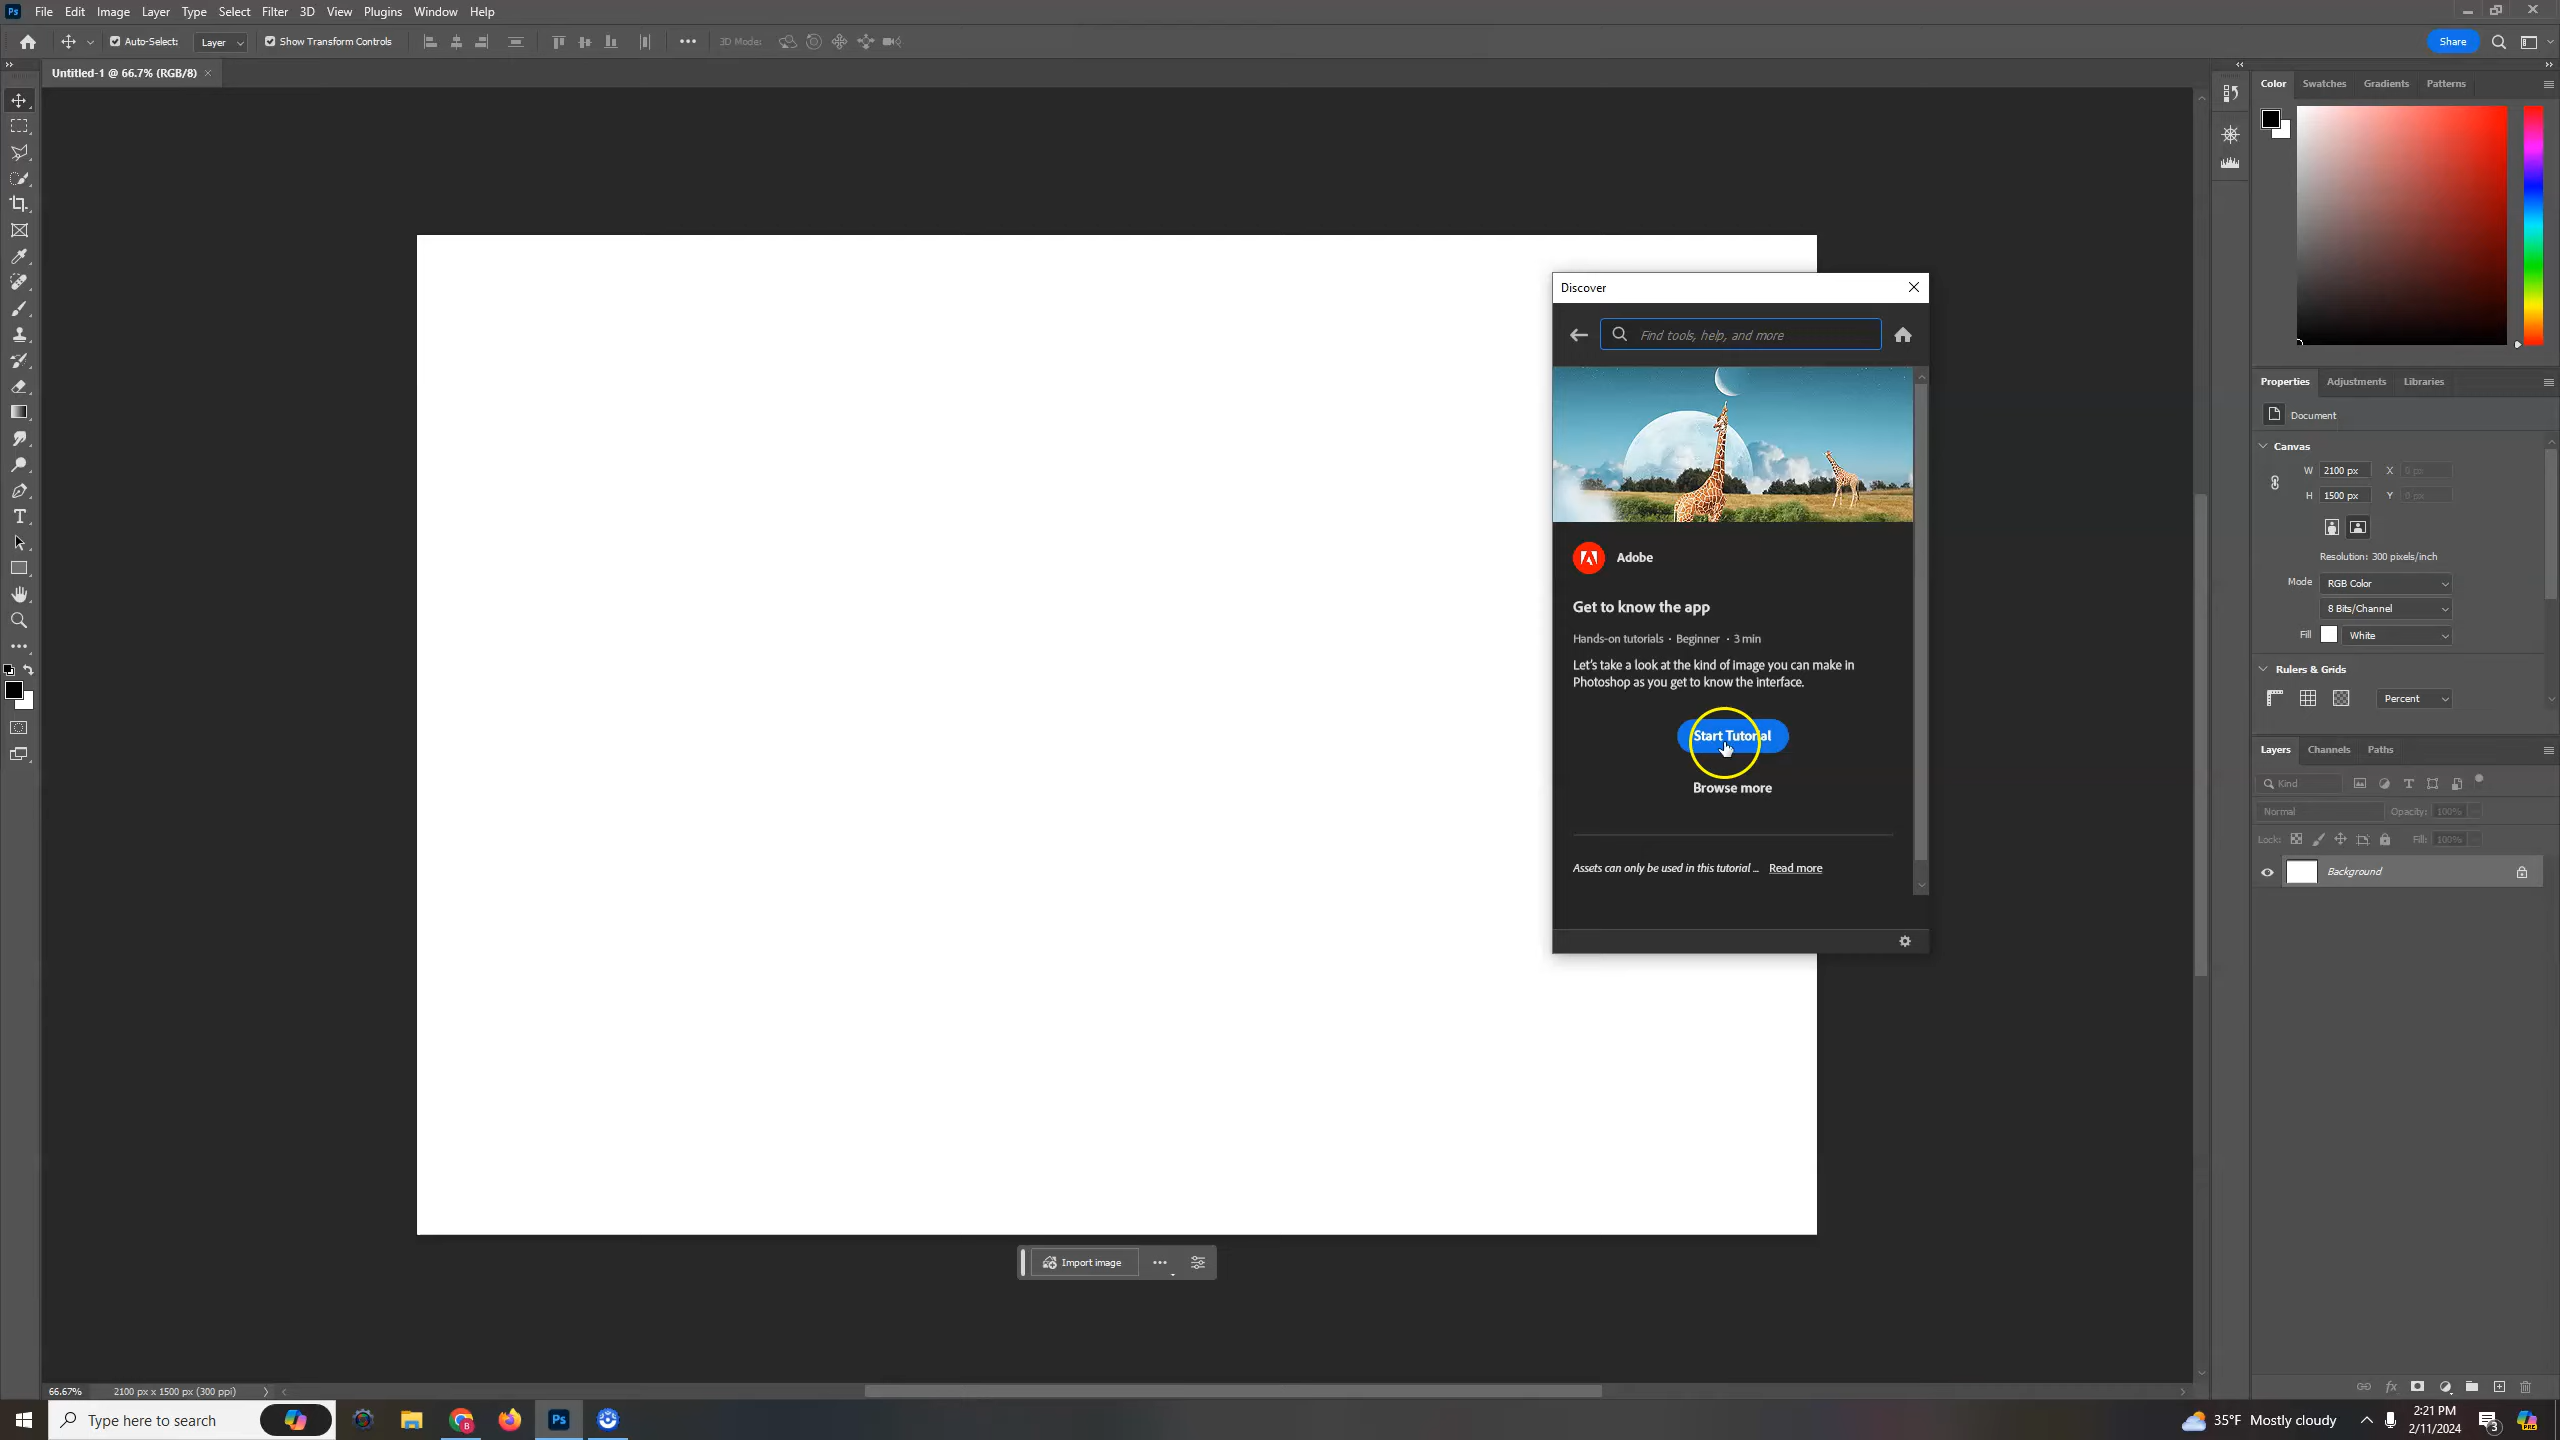 Ps File Edit Image Layer Type Select Filter 3D View Plugins Window Help
Auto-Select: Layer Show Transform Controls 3D Mode: Share
Untitled-1 @ 66.7% (RGB/8) ×
Color Swatches Gradients Patterns
Discover
Find tools, help, and more
Adobe
Get to know the app
Hands-on tutorials • Beginner • 3 min
Let's take a look at the kind of image you can make in
Photoshop as you get to know the interface.
Start Tutorial
Browse more
Assets can only be used in this tutorial ... Read more
Properties Adjustments Libraries
Document
Canvas
W 2100 px X 0 px
H 1500 px Y 0 px
Resolution: 300 pixels/inch
Mode RGB Color
8 Bits/Channel
Fill White
Rulers & Grids
Percent
Layers Channels Paths
Kind
Normal Opacity: 100%
Lock: Fill: 100%
Background
Import image
66.67% 2100 px x 1500 px (300 ppi)
Type here to search
Ps
35°F Mostly cloudy
2:21 PM
2/11/2024
3